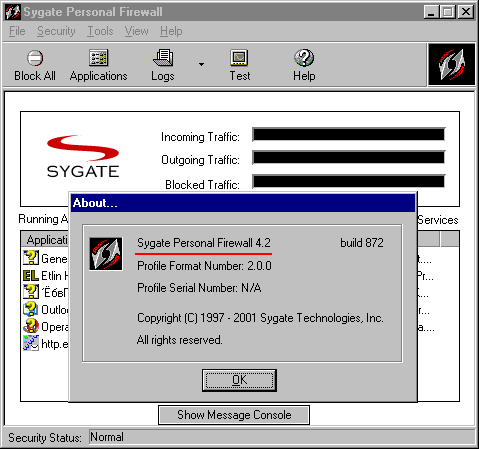 Sygate Personal Firewall
File Security Tools View Help
Block All Applications Logs Test Help
SYGATE
Incoming Traffic:
Outgoing Traffic:
Blocked Traffic:
About...
Running A
Services
Sygate Personal Firewall 4.2 build 872
Profile Format Number: 2.0.0
Profile Serial Number: N/A
Copyright (C) 1997 - 2001 Sygate Technologies, Inc.
All rights reserved.
OK
Applicati
Gene
t....
EL Etlin H
Outloo
t....
Opera
a....
http.e
Show Message Console
Security Status: Normal